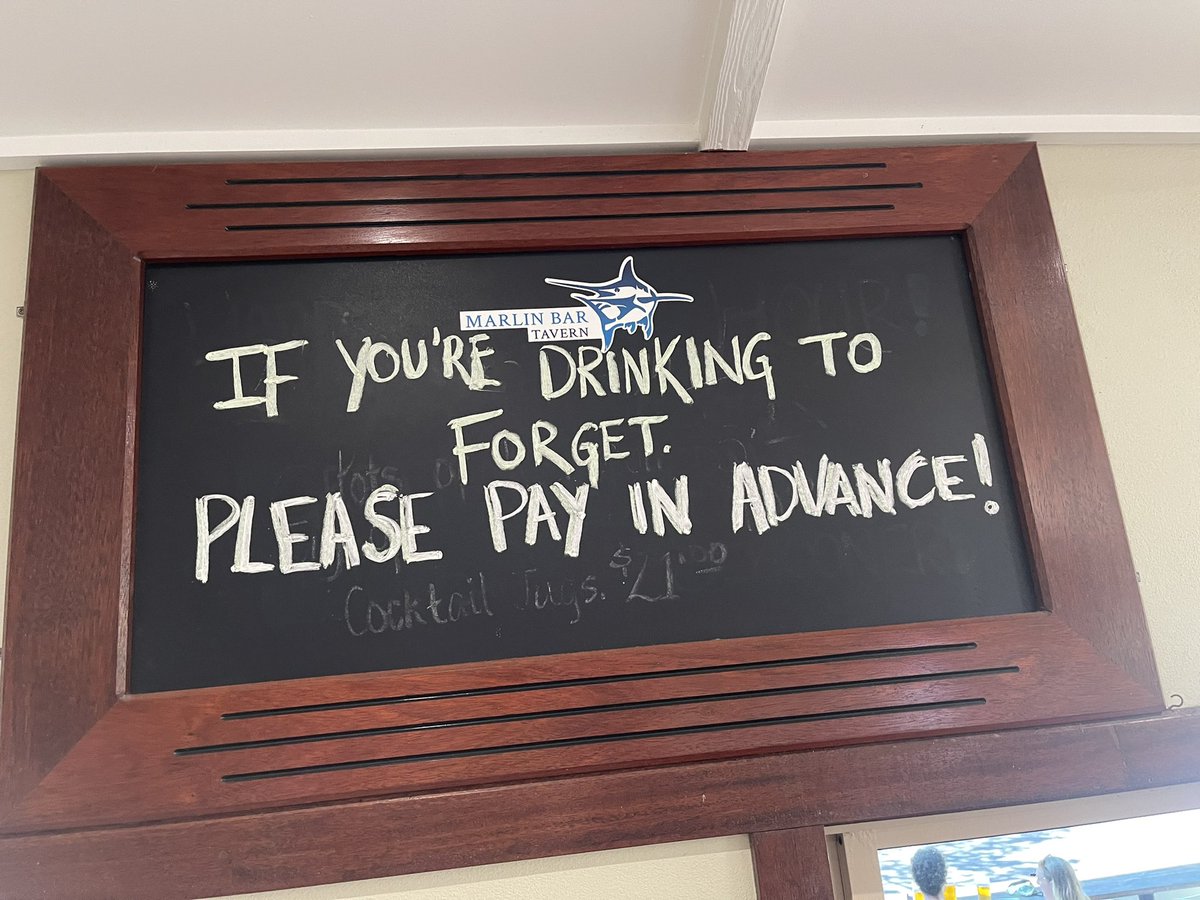 MARLIN BAR
TAVERN
IF YOU'RE DRINKING TO
FORGET.
PLEASE PAY IN ADVANCE!
Cocktail Jugs. $21.00